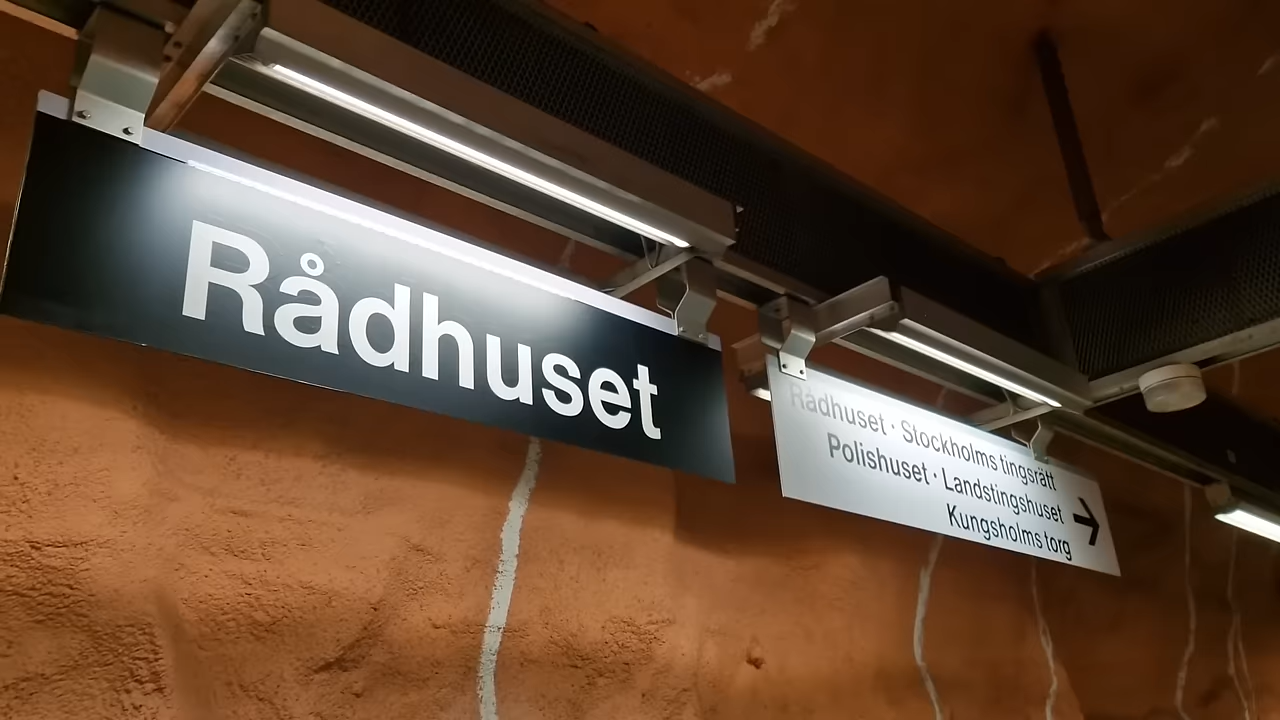 Rådhuset
Rådhuset · Stockholms tingsrätt
Polishuset · Landstingshuset
Kungsholms torg →